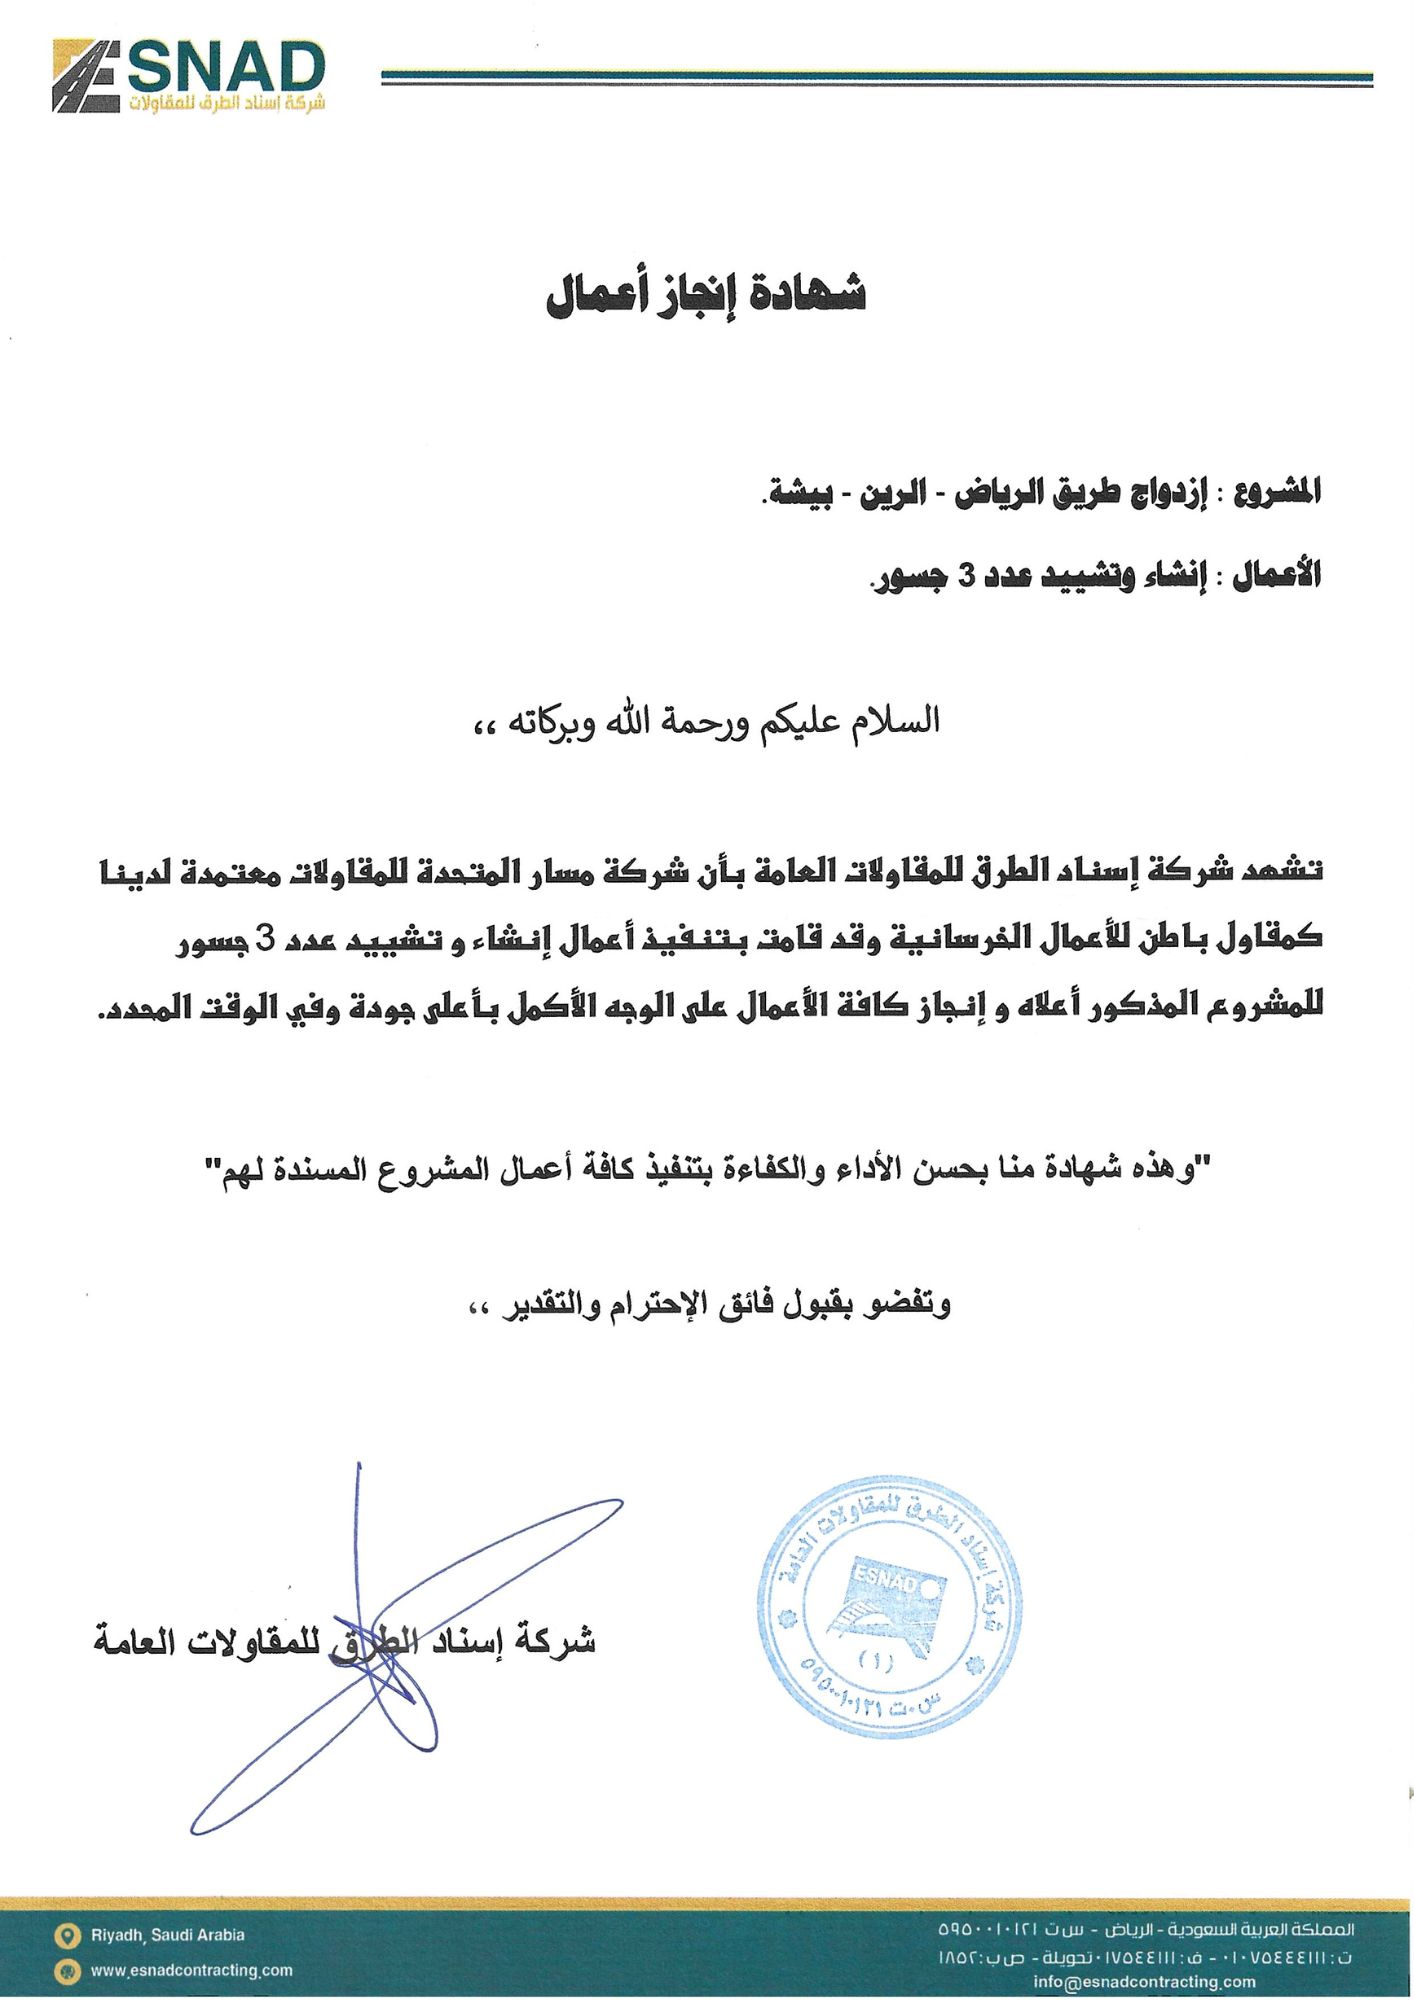 ESNAD
شركة إسناد الطرق للمقاولات
شهادة إنجاز أعمال
المشروع : إزدواج طريق الرياض - الرين - بيشة.
الأعمال : إنشاء وتشييد عدد 3 جسور.
السلام عليكم ورحمة الله وبركاته ،،
تشهد شركة إسناد الطرق للمقاولات العامة بأن شركة مسار المتحدة للمقاولات معتمدة لدينا
كمقاول باطن للأعمال الخرسانية وقد قامت بتنفيذ أعمال إنشاء و تشييد عدد 3 جسور
للمشروع المذكور أعلاه و إنجاز كافة الأعمال على الوجه الأكمل بأعلى جودة وفي الوقت المحدد.
"وهذه شهادة منا بحسن الأداء والكفاءة بتنفيذ كافة أعمال المشروع المسندة لهم"
وتفضو بقبول فائق الإحترام والتقدير ،،
شركة إسناد الطرق للمقاولات العامة
ESNAD
(١)
س.ت ٥٩٥٠٠١٠١٢١
شركة إسناد الطرق للمقاولات العامة
المملكة العربية السعودية - الرياض - س ت ٥٩٥٠٠١٠١٢١
ت : ٠١٠٧٥٤٤٤١١١ - ف : ٠١٧٥٤٤١١١ تحويلة - ص ب : ١٨٥٢
info@esnadcontracting.com
Riyadh, Saudi Arabia
www.esnadcontracting.com